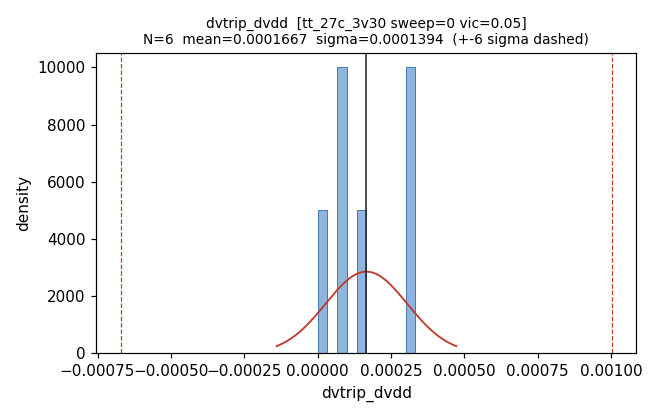 dvtrip_dvdd  [tt_27c_3v30 sweep=0 vic=0.05]
N=6  mean=0.0001667  sigma=0.0001394  (+-6 sigma dashed)
10000
8000
6000
4000
2000
0
density
−0.00075 −0.00050 −0.00025 0.00000 0.00025 0.00050 0.00075 0.00100
dvtrip_dvdd